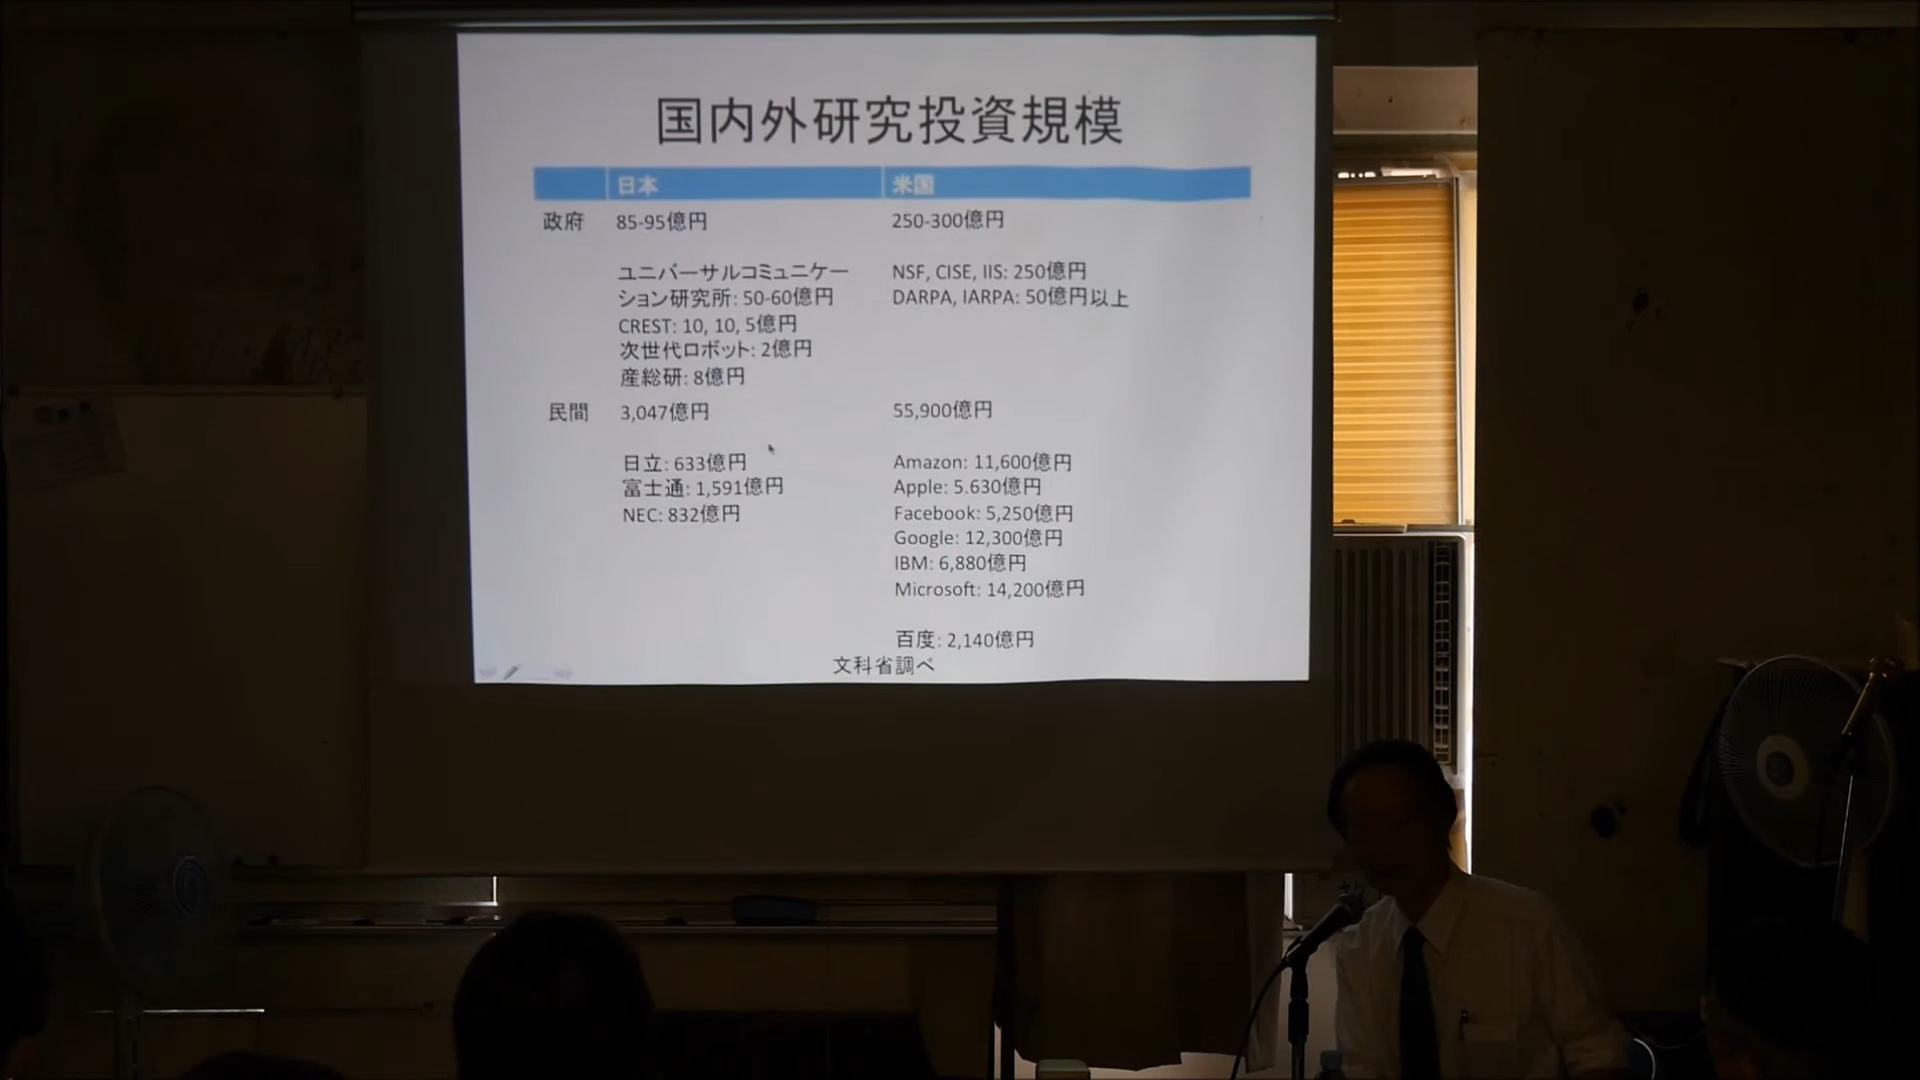 国内外研究投資規模
日本 米国
政府 85-95億円 250-300億円
ユニバーサルコミュニケー NSF, CISE, IIS: 250億円
ション研究所: 50-60億円 DARPA, IARPA: 50億円以上
CREST: 10, 10, 5億円
次世代ロボット: 2億円
産総研: 8億円
民間 3,047億円 55,900億円
日立: 633億円 Amazon: 11,600億円
富士通: 1,591億円 Apple: 5.630億円
NEC: 832億円 Facebook: 5,250億円
Google: 12,300億円
IBM: 6,880億円
Microsoft: 14,200億円
百度: 2,140億円
文科省調べ